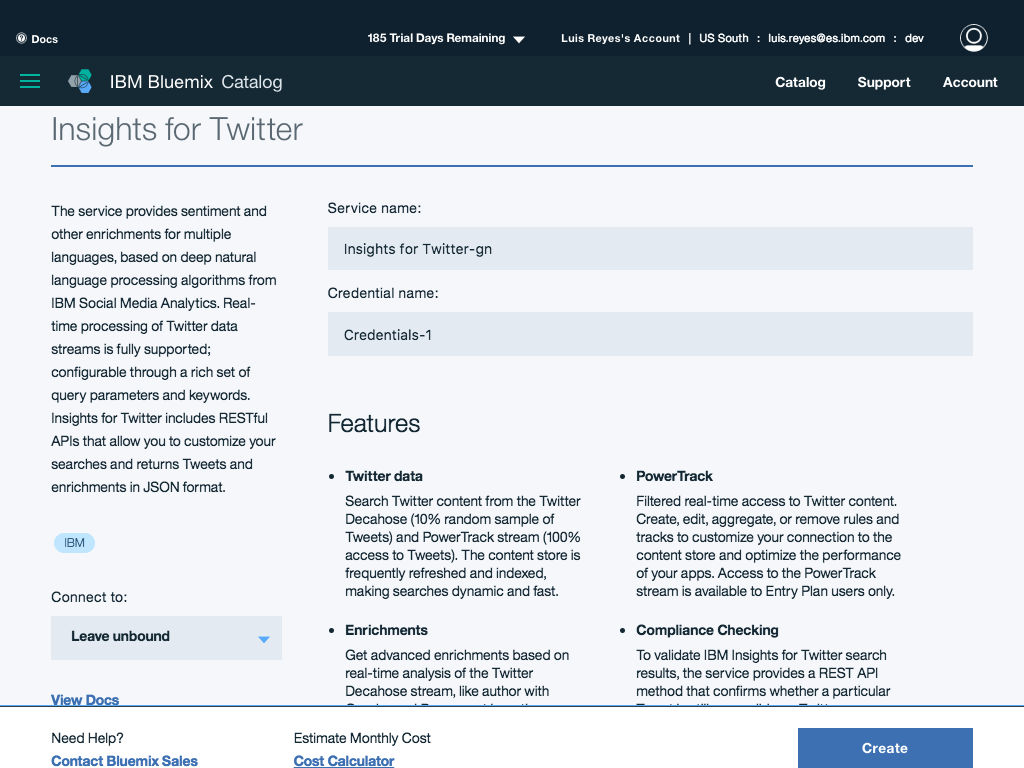 Docs
185 Trial Days Remaining
Luis Reyes's Account | US South : luis.reyes@es.ibm.com : dev
IBM Bluemix Catalog
Catalog Support Account
Insights for Twitter
The service provides sentiment and
other enrichments for multiple
languages, based on deep natural
language processing algorithms from
IBM Social Media Analytics. Real-
time processing of Twitter data
streams is fully supported;
configurable through a rich set of
query parameters and keywords.
Insights for Twitter includes RESTful
APIs that allow you to customize your
searches and returns Tweets and
enrichments in JSON format.
IBM
Connect to:
Leave unbound
View Docs
Service name:
Insights for Twitter-gn
Credential name:
Credentials-1
Features
• Twitter data
Search Twitter content from the Twitter
Decahose (10% random sample of
Tweets) and PowerTrack stream (100%
access to Tweets). The content store is
frequently refreshed and indexed,
making searches dynamic and fast.
• PowerTrack
Filtered real-time access to Twitter content.
Create, edit, aggregate, or remove rules and
tracks to customize your connection to the
content store and optimize the performance
of your apps. Access to the PowerTrack
stream is available to Entry Plan users only.
• Enrichments
Get advanced enrichments based on
real-time analysis of the Twitter
Decahose stream, like author with
• Compliance Checking
To validate IBM Insights for Twitter search
results, the service provides a REST API
method that confirms whether a particular
Need Help?
Contact Bluemix Sales
Estimate Monthly Cost
Cost Calculator
Create